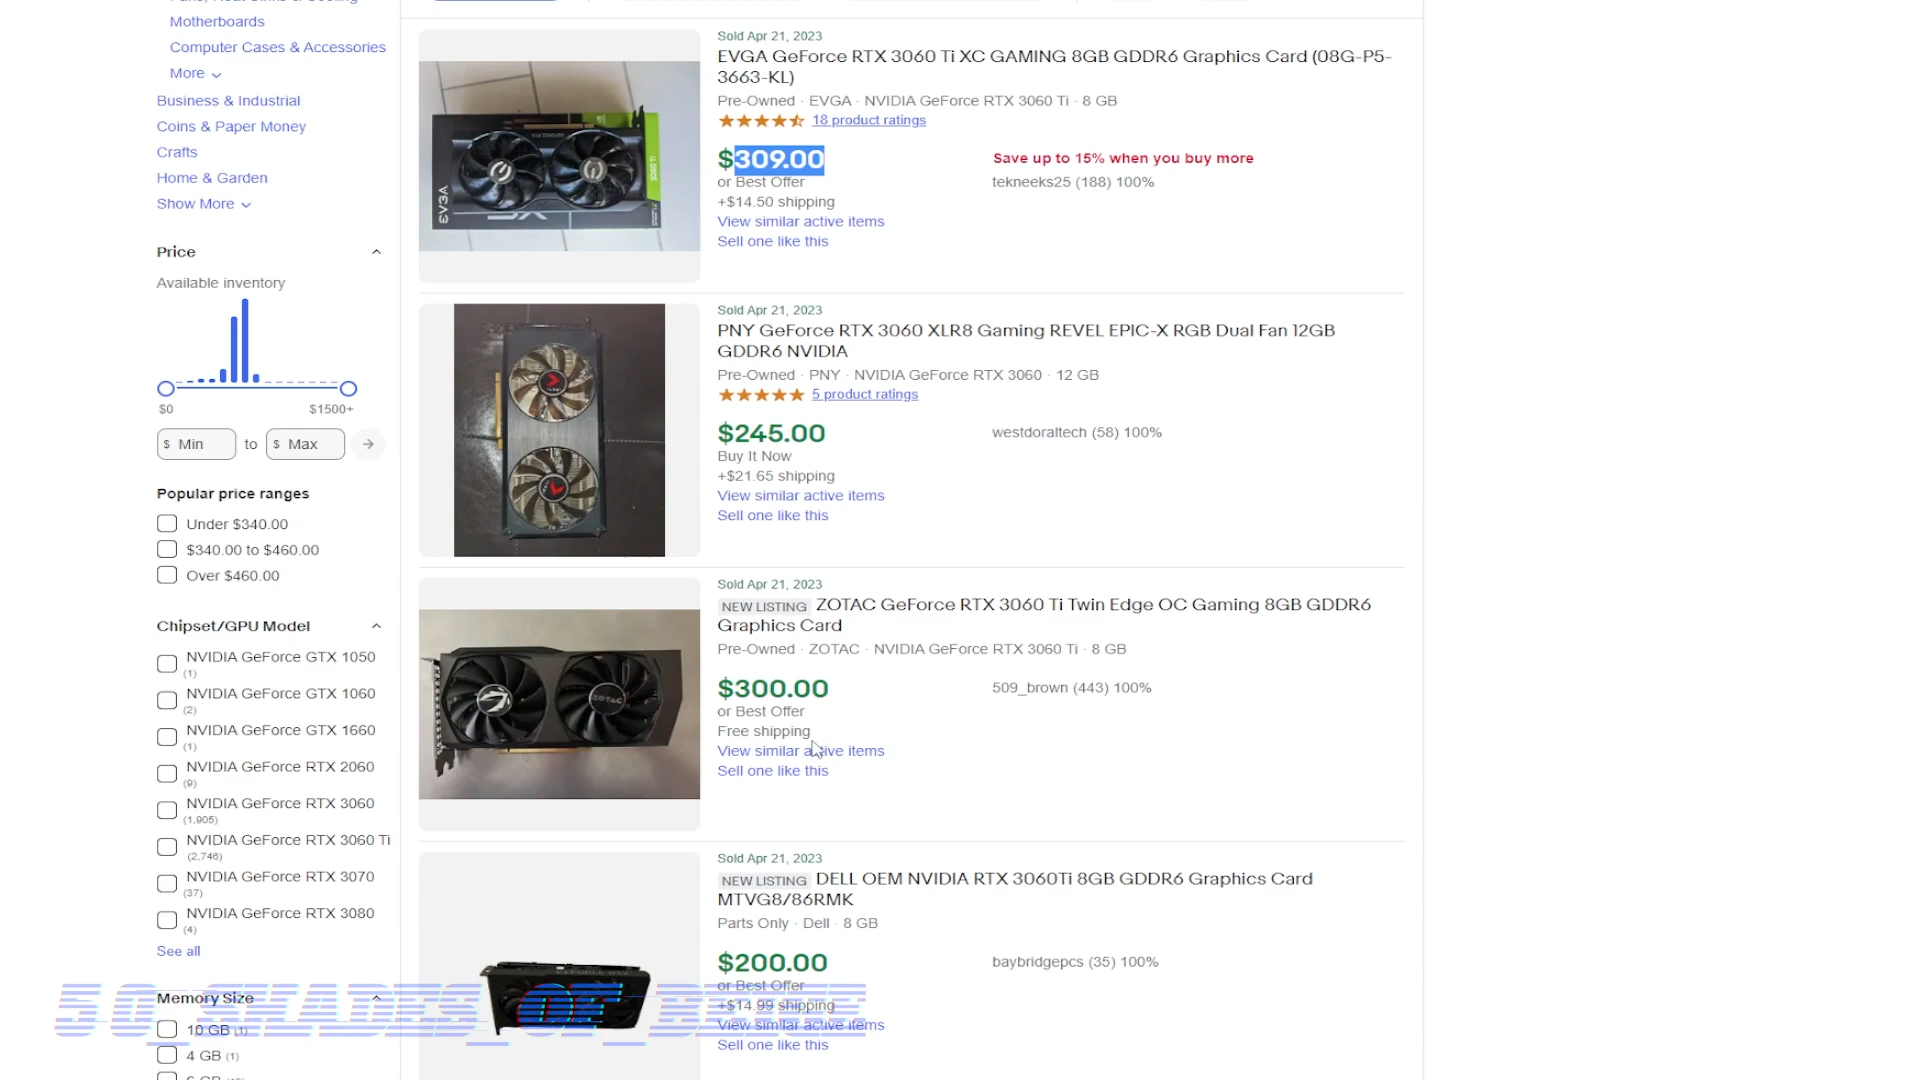 Motherboards
Computer Cases & Accessories
More
Business & Industrial
Coins & Paper Money
Crafts
Home & Garden
Show More
Price
Available inventory
$0 $1500+
$ Min to $ Max
Popular price ranges
Under $340.00
$340.00 to $460.00
Over $460.00
Chipset/GPU Model
NVIDIA GeForce GTX 1050
(1)
NVIDIA GeForce GTX 1060
(2)
NVIDIA GeForce GTX 1660
(1)
NVIDIA GeForce RTX 2060
(9)
NVIDIA GeForce RTX 3060
(1,905)
NVIDIA GeForce RTX 3060 Ti
(2,746)
NVIDIA GeForce RTX 3070
(37)
NVIDIA GeForce RTX 3080
(4)
See all
Memory Size
10 GB (1)
4 GB (1)
Sold Apr 21, 2023
EVGA GeForce RTX 3060 Ti XC GAMING 8GB GDDR6 Graphics Card (08G-P5-
3663-KL)
Pre-Owned · EVGA · NVIDIA GeForce RTX 3060 Ti · 8 GB
18 product ratings
$309.00 Save up to 15% when you buy more
or Best Offer tekneeks25 (188) 100%
+$14.50 shipping
View similar active items
Sell one like this
EVGA
Sold Apr 21, 2023
PNY GeForce RTX 3060 XLR8 Gaming REVEL EPIC-X RGB Dual Fan 12GB
GDDR6 NVIDIA
Pre-Owned · PNY · NVIDIA GeForce RTX 3060 · 12 GB
5 product ratings
$245.00 westdoraltech (58) 100%
Buy It Now
+$21.65 shipping
View similar active items
Sell one like this
Sold Apr 21, 2023
NEW LISTING ZOTAC GeForce RTX 3060 Ti Twin Edge OC Gaming 8GB GDDR6
Graphics Card
Pre-Owned · ZOTAC · NVIDIA GeForce RTX 3060 Ti · 8 GB
$300.00 509_brown (443) 100%
or Best Offer
Free shipping
View similar active items
Sell one like this
ZOTAC
Sold Apr 21, 2023
NEW LISTING DELL OEM NVIDIA RTX 3060Ti 8GB GDDR6 Graphics Card
MTVG8/86RMK
Parts Only · Dell · 8 GB
$200.00 baybridgepcs (35) 100%
or Best Offer
+$14.99 shipping
View similar active items
Sell one like this
50_SHADES_OF_BEIGE